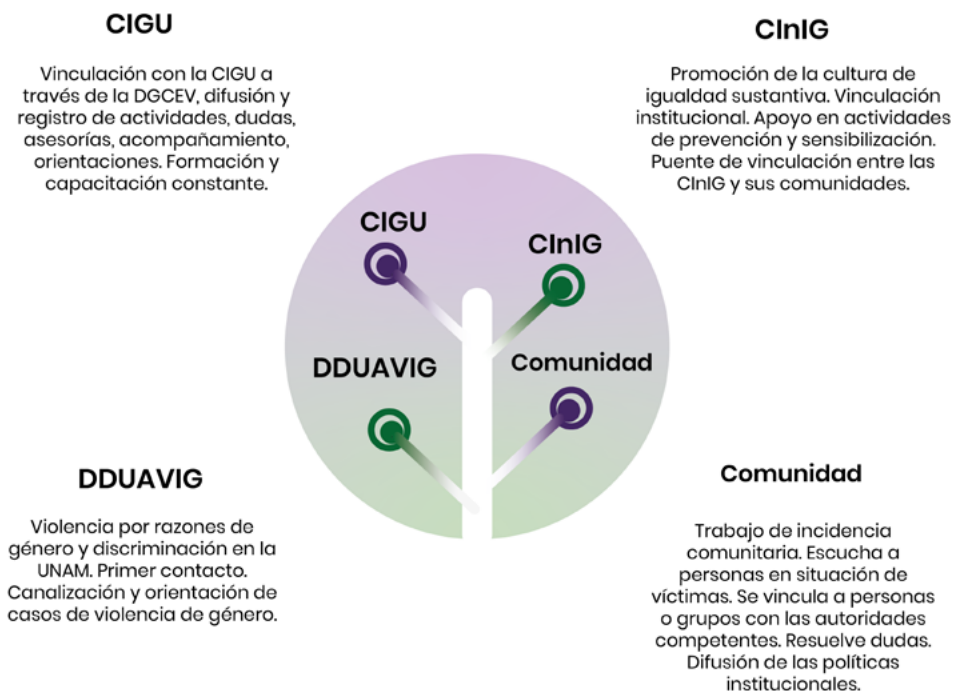 CIGU
Vinculación con la CIGU a
través de la DGCEV, difusión y
registro de actividades, dudas,
asesorías, acompañamiento,
orientaciones. Formación y
capacitación constante.
CInIG
Promoción de la cultura de
igualdad sustantiva. Vinculación
institucional. Apoyo en actividades
de prevención y sensibilización.
Puente de vinculación entre las
CInIG y sus comunidades.
CIGU
CInIG
DDUAVIG
Comunidad
DDUAVIG
Violencia por razones de
género y discriminación en la
UNAM. Primer contacto.
Canalización y orientación de
casos de violencia de género.
Comunidad
Trabajo de incidencia
comunitaria. Escucha a
personas en situación de
víctimas. Se vincula a personas
o grupos con las autoridades
competentes. Resuelve dudas.
Difusión de las políticas
institucionales.